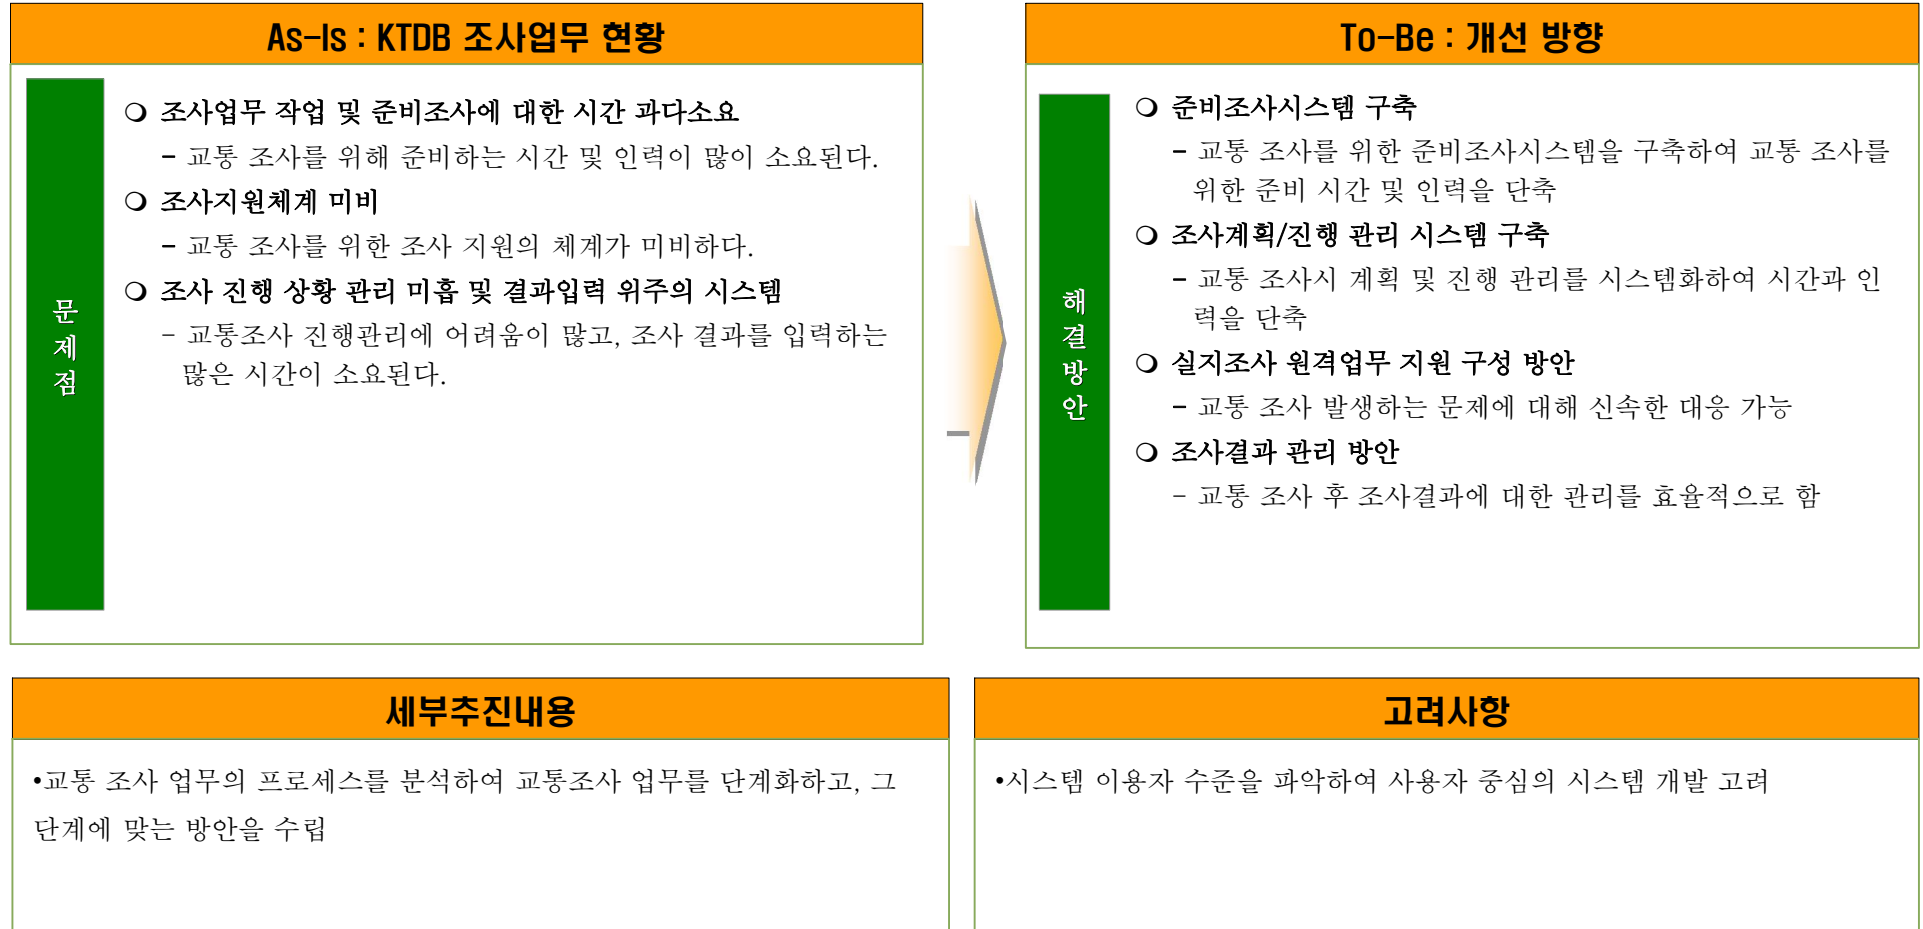 As-Is : KTDB 조사업무 현황
문
제
점
❍ 조사업무 작업 및 준비조사에 대한 시간 과다소요
- 교통 조사를 위해 준비하는 시간 및 인력이 많이 소요된다.
❍ 조사지원체계 미비
- 교통 조사를 위한 조사 지원의 체계가 미비하다.
❍ 조사 진행 상황 관리 미흡 및 결과입력 위주의 시스템
- 교통조사 진행관리에 어려움이 많고, 조사 결과를 입력하는
많은 시간이 소요된다.
To-Be : 개선 방향
해
결
방
안
❍ 준비조사시스템 구축
- 교통 조사를 위한 준비조사시스템을 구축하여 교통 조사를
위한 준비 시간 및 인력을 단축
❍ 조사계획/진행 관리 시스템 구축
- 교통 조사시 계획 및 진행 관리를 시스템화하여 시간과 인
력을 단축
❍ 실지조사 원격업무 지원 구성 방안
- 교통 조사 발생하는 문제에 대해 신속한 대응 가능
❍ 조사결과 관리 방안
- 교통 조사 후 조사결과에 대한 관리를 효율적으로 함
세부추진내용
•교통 조사 업무의 프로세스를 분석하여 교통조사 업무를 단계화하고, 그
단계에 맞는 방안을 수립
고려사항
•시스템 이용자 수준을 파악하여 사용자 중심의 시스템 개발 고려